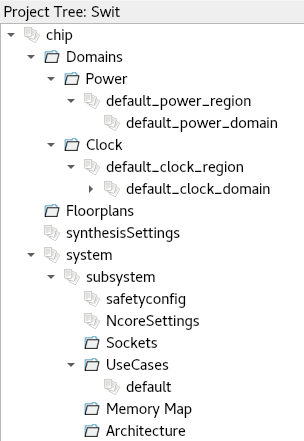 Project Tree: Swit
chip
Domains
Power
default_power_region
default_power_domain
Clock
default_clock_region
default_clock_domain
Floorplans
synthesisSettings
system
subsystem
safetyconfig
NcoreSettings
Sockets
UseCases
default
Memory Map
Architecture